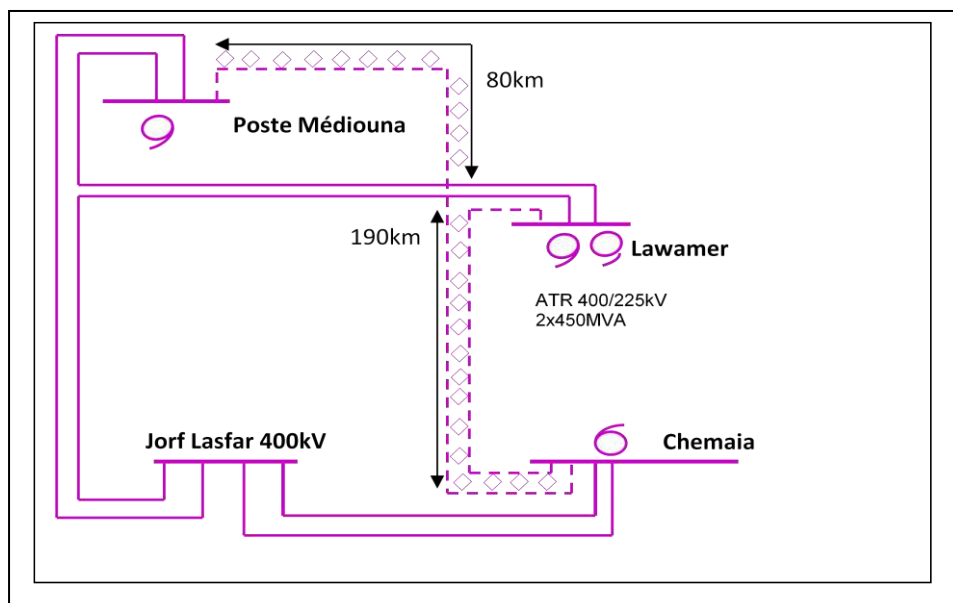 80km
Poste Médiouna
190km
Lawamer
ATR 400/225kV
2x450MVA
Jorf Lasfar 400kV
Chemaia